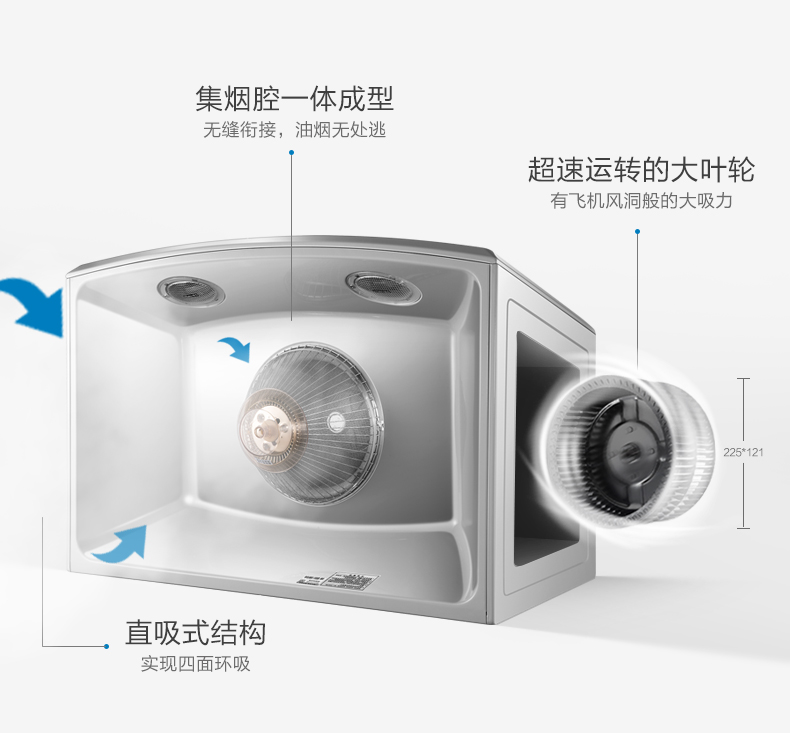 集烟腔一体成型
无缝衔接，油烟无处逃
超速运转的大叶轮
有飞机风洞般的大吸力
225*121
直吸式结构
实现四面环吸